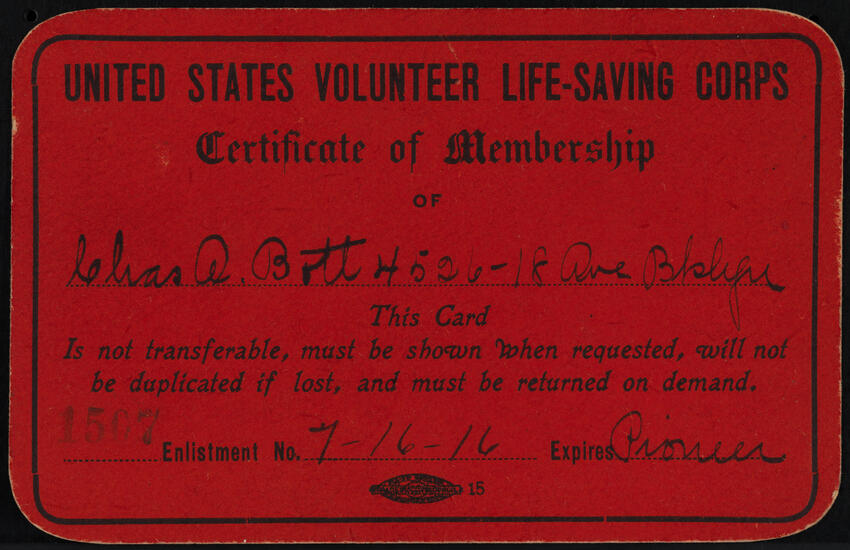 UNITED STATES VOLUNTEER LIFE-SAVING CORPS
Certificate of Membership
OF
Chas A. Bott 4526-18 Ave Bklyn
This Card
Is not transferable, must be shown when requested, will not
be duplicated if lost, and must be returned on demand.
1507 Enlistment No. 7-16-16 Expires Pioneer
15